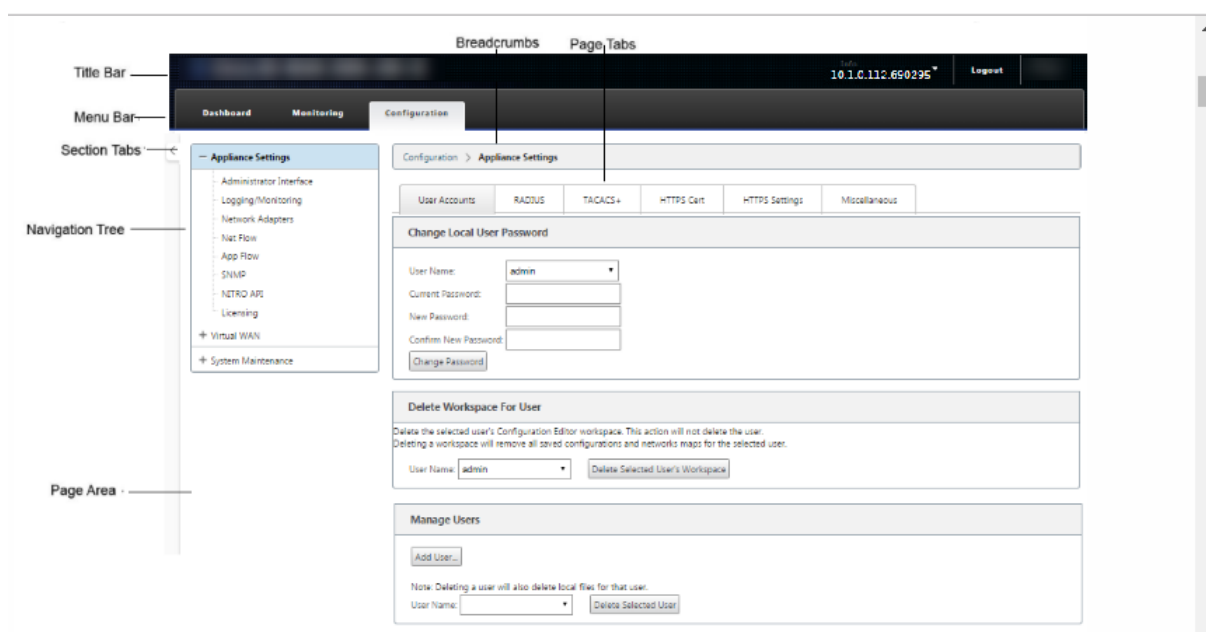 Breadcrumbs Page Tabs
Title Bar
Info
10.1.0.112.690295
Logout
Menu Bar
Dashboard Monitoring Configuration
Section Tabs
− Appliance Settings
Configuration > Appliance Settings
Administrator Interface
Logging/Monitoring
Network Adapters
Net Flow
App Flow
SNMP
NITRO API
Licensing
+ Virtual WAN
+ System Maintenance
Navigation Tree
User Accounts RADIUS TACACS+ HTTPS Cert HTTPS Settings Miscellaneous
Change Local User Password
User Name: admin
Current Password:
New Password:
Confirm New Password:
Change Password
Delete Workspace For User
Delete the selected user's Configuration Editor workspace. This action will not delete the user.
Deleting a workspace will remove all saved configurations and networks maps for the selected user.
User Name: admin Delete Selected User's Workspace
Page Area
Manage Users
Add User...
Note: Deleting a user will also delete local files for that user.
User Name: Delete Selected User